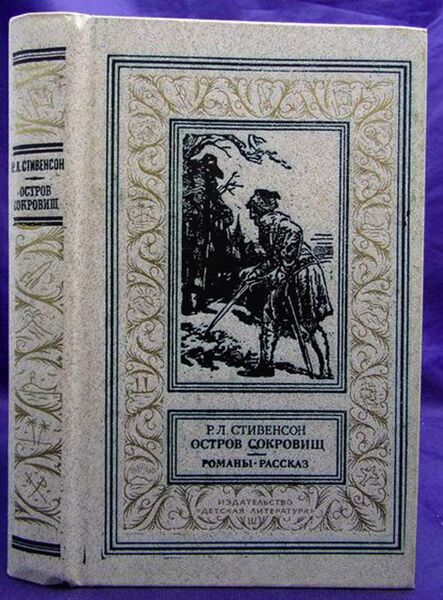 Р. Л. СТИВЕНСОН
ОСТРОВ
СОКРОВИЩ
Р. Л. СТИВЕНСОН
ОСТРОВ СОКРОВИЩ
РОМАНЫ · РАССКАЗ
ИЗДАТЕЛЬСТВО
«ДЕТСКАЯ ЛИТЕРАТУРА»